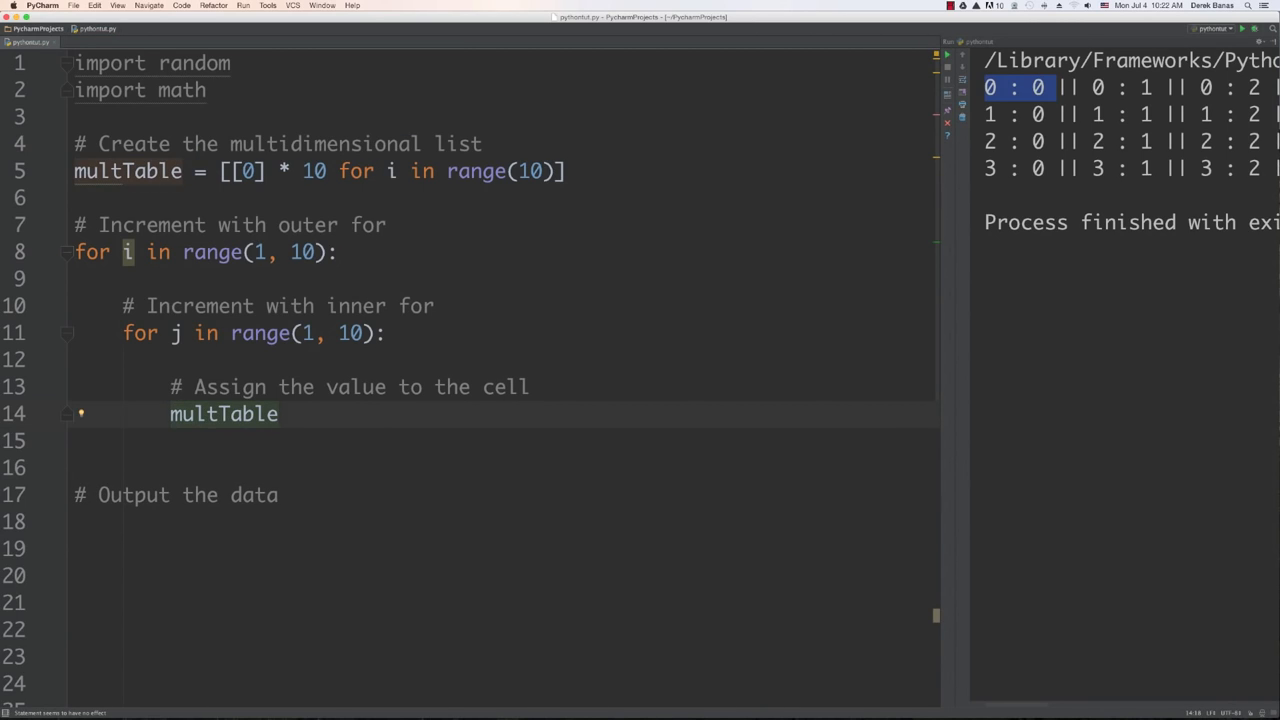 PyCharm File Edit View Navigate Code Refactor Run Tools VCS Window Help 10 Mon Jul 4 10:22 AM Derek Banas
pythontut.py - PycharmProjects - [~/PycharmProjects]
PycharmProjects pythontut.py pythontut
pythontut.py Run: pythontut
1 import random
2 import math
3
4 # Create the multidimensional list
5 multTable = [[0] * 10 for i in range(10)]
6
7 # Increment with outer for
8 for i in range(1, 10):
9
10 # Increment with inner for
11 for j in range(1, 10):
12
13 # Assign the value to the cell
14 multTable
15
16
17 # Output the data
18
19
20
21
22
23
24
/Library/Frameworks/Pytho
0 : 0 || 0 : 1 || 0 : 2 |
1 : 0 || 1 : 1 || 1 : 2 |
2 : 0 || 2 : 1 || 2 : 2 |
3 : 0 || 3 : 1 || 3 : 2 |
Process finished with exi
Statement seems to have no effect 14:18 LF‡ UTF-8‡